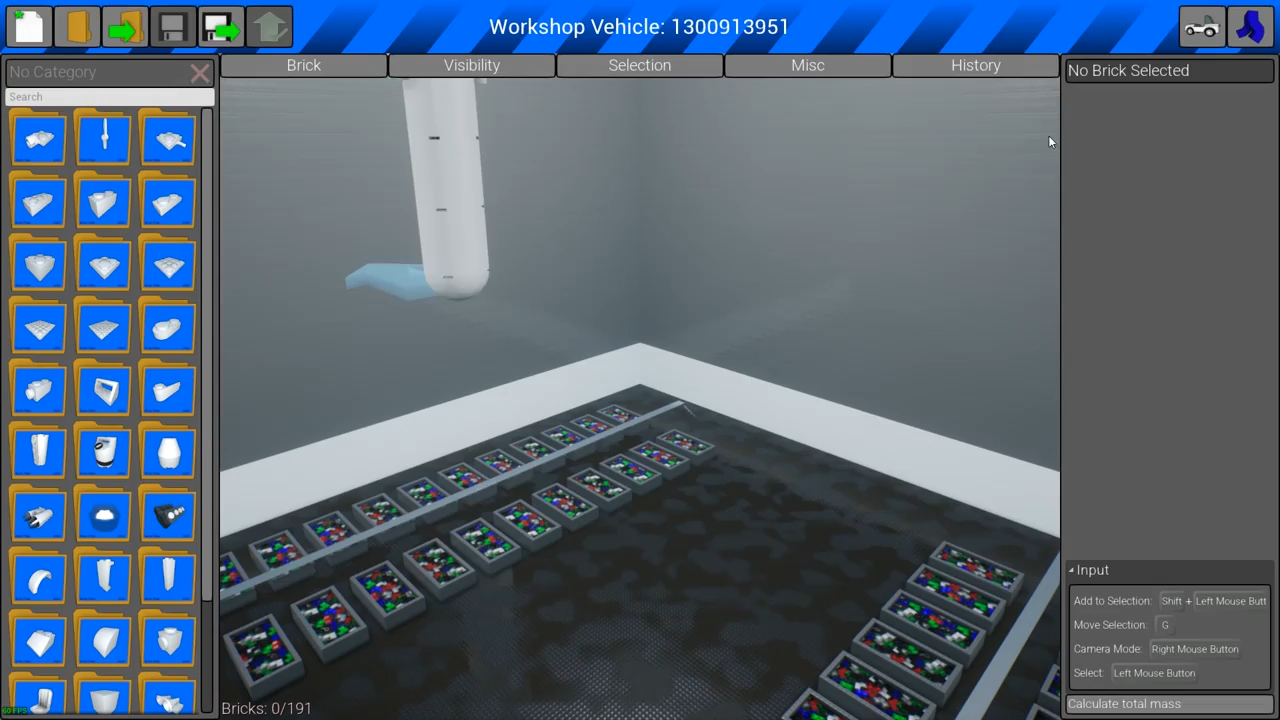 Workshop Vehicle: 1300913951
No Category
Search
Brick
Visibility
Selection
Misc
History
No Brick Selected
Input
Add to Selection: Shift + Left Mouse Butt
Move Selection: G
Camera Mode: Right Mouse Button
Select: Left Mouse Button
Calculate total mass
Bricks: 0/191
60 FPS